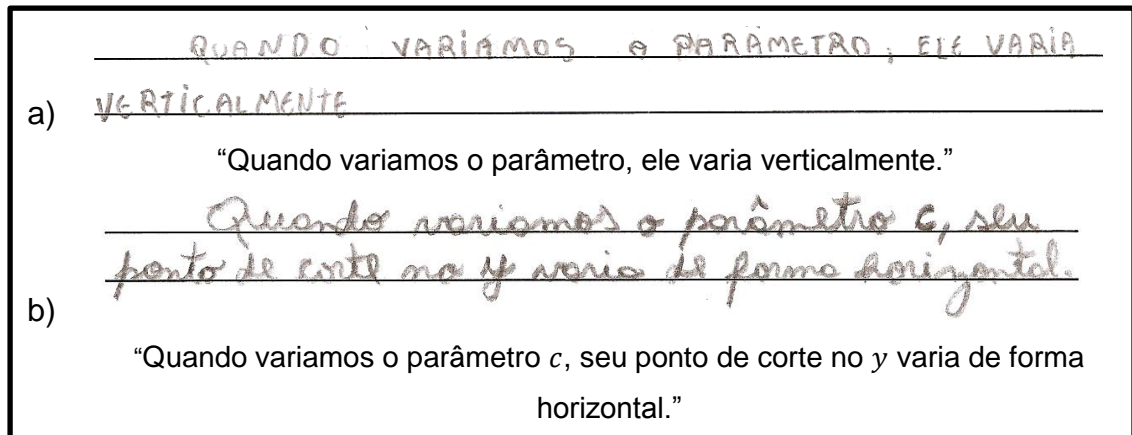 QUANDO VARIAMOS O PARÂMETRO, ELE VARIA
VERTICALMENTE
a)
“Quando variamos o parâmetro, ele varia verticalmente.”
Quando variamos o parâmetro c, seu
ponto de corte no y varia de forma horizontal.
b)
“Quando variamos o parâmetro c, seu ponto de corte no y varia de forma
horizontal.”